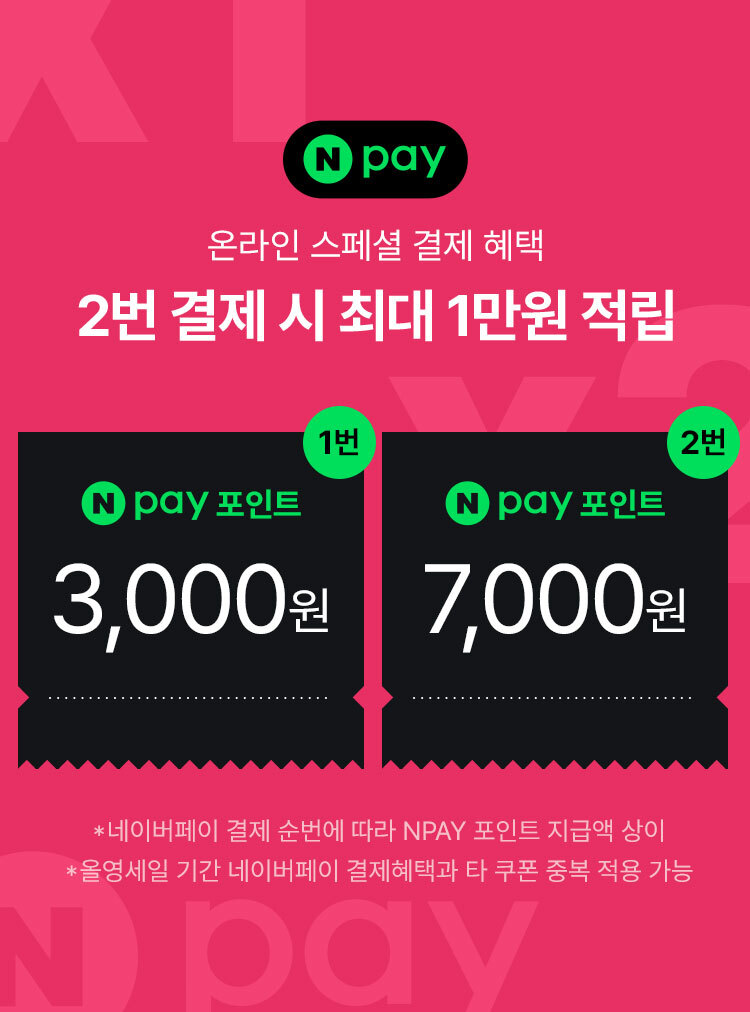 N pay
온라인 스페셜 결제 혜택
2번 결제 시 최대 1만원 적립
1번
N pay 포인트
3,000원
2번
N pay 포인트
7,000원
*네이버페이 결제 순번에 따라 NPAY 포인트 지급액 상이
*올영세일 기간 네이버페이 결제혜택과 타 쿠폰 중복 적용 가능
N pay
x1
x2